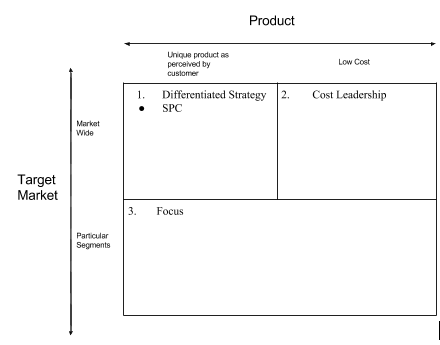 Product
Unique product as
perceived by
customer
Low Cost
1. Differentiated Strategy
● SPC
2. Cost Leadership
Market
Wide
Target
Market
3. Focus
Particular
Segments